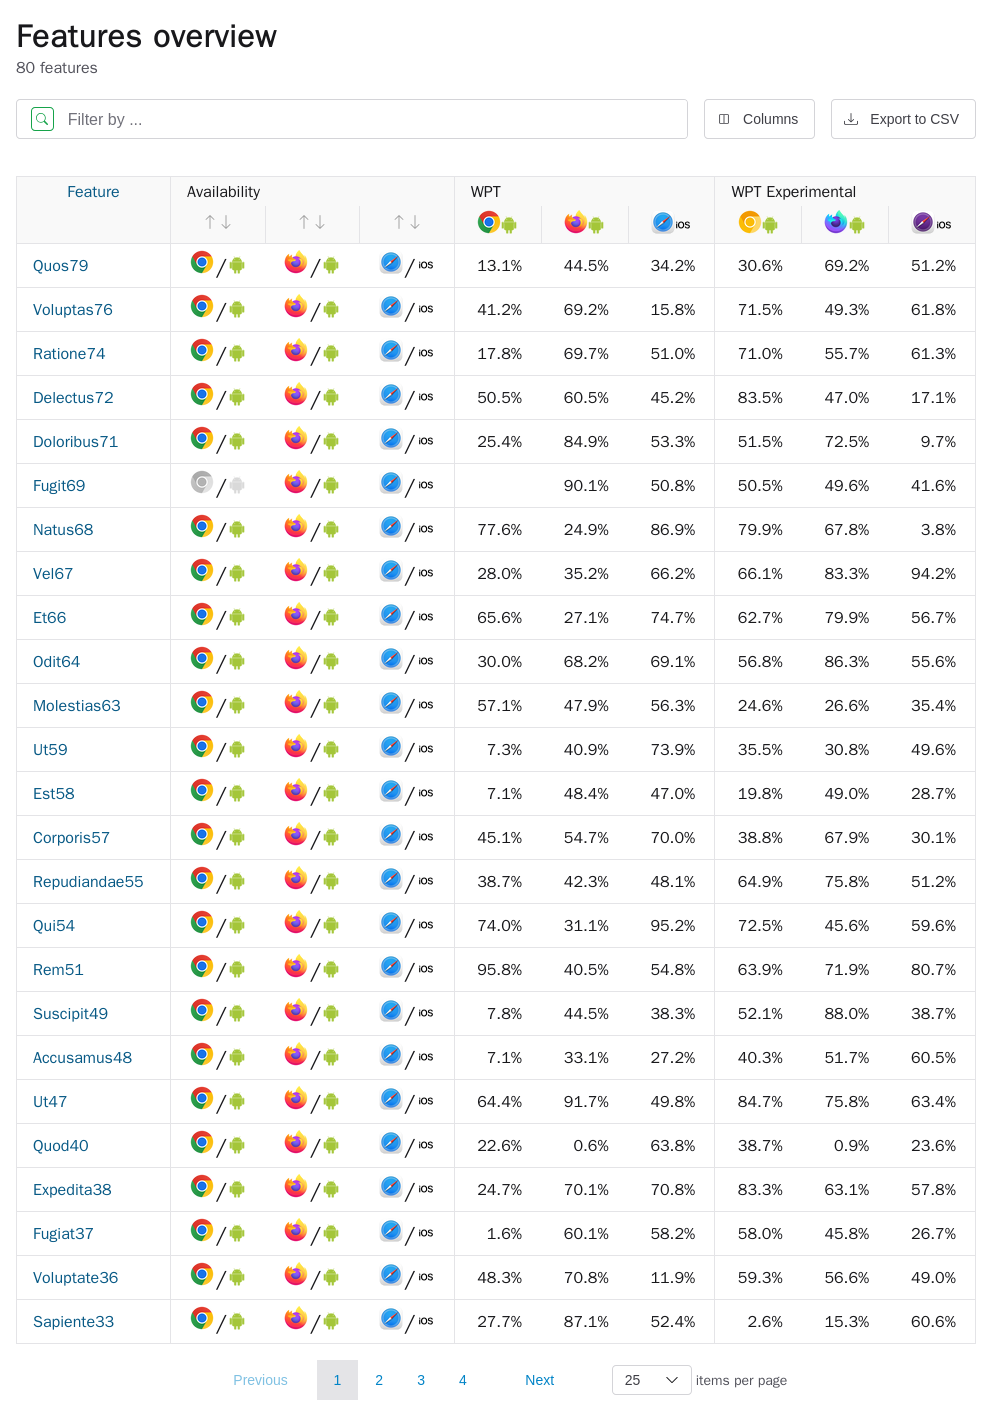 Features overview
80 features
Filter by ...
Columns
Export to CSV
Feature Availability WPT WPT Experimental
↑ ↓ ↑ ↓ ↑ ↓ iOS iOS
Quos79 / / / iOS 13.1% 44.5% 34.2% 30.6% 69.2% 51.2%
Voluptas76 / / / iOS 41.2% 69.2% 15.8% 71.5% 49.3% 61.8%
Ratione74 / / / iOS 17.8% 69.7% 51.0% 71.0% 55.7% 61.3%
Delectus72 / / / iOS 50.5% 60.5% 45.2% 83.5% 47.0% 17.1%
Doloribus71 / / / iOS 25.4% 84.9% 53.3% 51.5% 72.5% 9.7%
Fugit69 / / / iOS 90.1% 50.8% 50.5% 49.6% 41.6%
Natus68 / / / iOS 77.6% 24.9% 86.9% 79.9% 67.8% 3.8%
Vel67 / / / iOS 28.0% 35.2% 66.2% 66.1% 83.3% 94.2%
Et66 / / / iOS 65.6% 27.1% 74.7% 62.7% 79.9% 56.7%
Odit64 / / / iOS 30.0% 68.2% 69.1% 56.8% 86.3% 55.6%
Molestias63 / / / iOS 57.1% 47.9% 56.3% 24.6% 26.6% 35.4%
Ut59 / / / iOS 7.3% 40.9% 73.9% 35.5% 30.8% 49.6%
Est58 / / / iOS 7.1% 48.4% 47.0% 19.8% 49.0% 28.7%
Corporis57 / / / iOS 45.1% 54.7% 70.0% 38.8% 67.9% 30.1%
Repudiandae55 / / / iOS 38.7% 42.3% 48.1% 64.9% 75.8% 51.2%
Qui54 / / / iOS 74.0% 31.1% 95.2% 72.5% 45.6% 59.6%
Rem51 / / / iOS 95.8% 40.5% 54.8% 63.9% 71.9% 80.7%
Suscipit49 / / / iOS 7.8% 44.5% 38.3% 52.1% 88.0% 38.7%
Accusamus48 / / / iOS 7.1% 33.1% 27.2% 40.3% 51.7% 60.5%
Ut47 / / / iOS 64.4% 91.7% 49.8% 84.7% 75.8% 63.4%
Quod40 / / / iOS 22.6% 0.6% 63.8% 38.7% 0.9% 23.6%
Expedita38 / / / iOS 24.7% 70.1% 70.8% 83.3% 63.1% 57.8%
Fugiat37 / / / iOS 1.6% 60.1% 58.2% 58.0% 45.8% 26.7%
Voluptate36 / / / iOS 48.3% 70.8% 11.9% 59.3% 56.6% 49.0%
Sapiente33 / / / iOS 27.7% 87.1% 52.4% 2.6% 15.3% 60.6%
Previous 1 2 3 4 Next 25 items per page